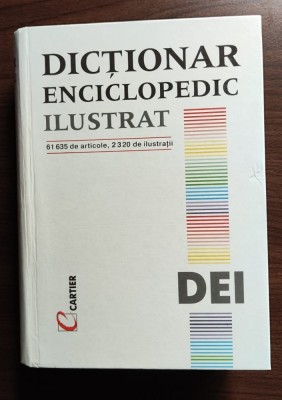 DICȚIONAR
ENCICLOPEDIC
ILUSTRAT
61 635 de articole, 2 320 de ilustrații
DEI
CARTIER